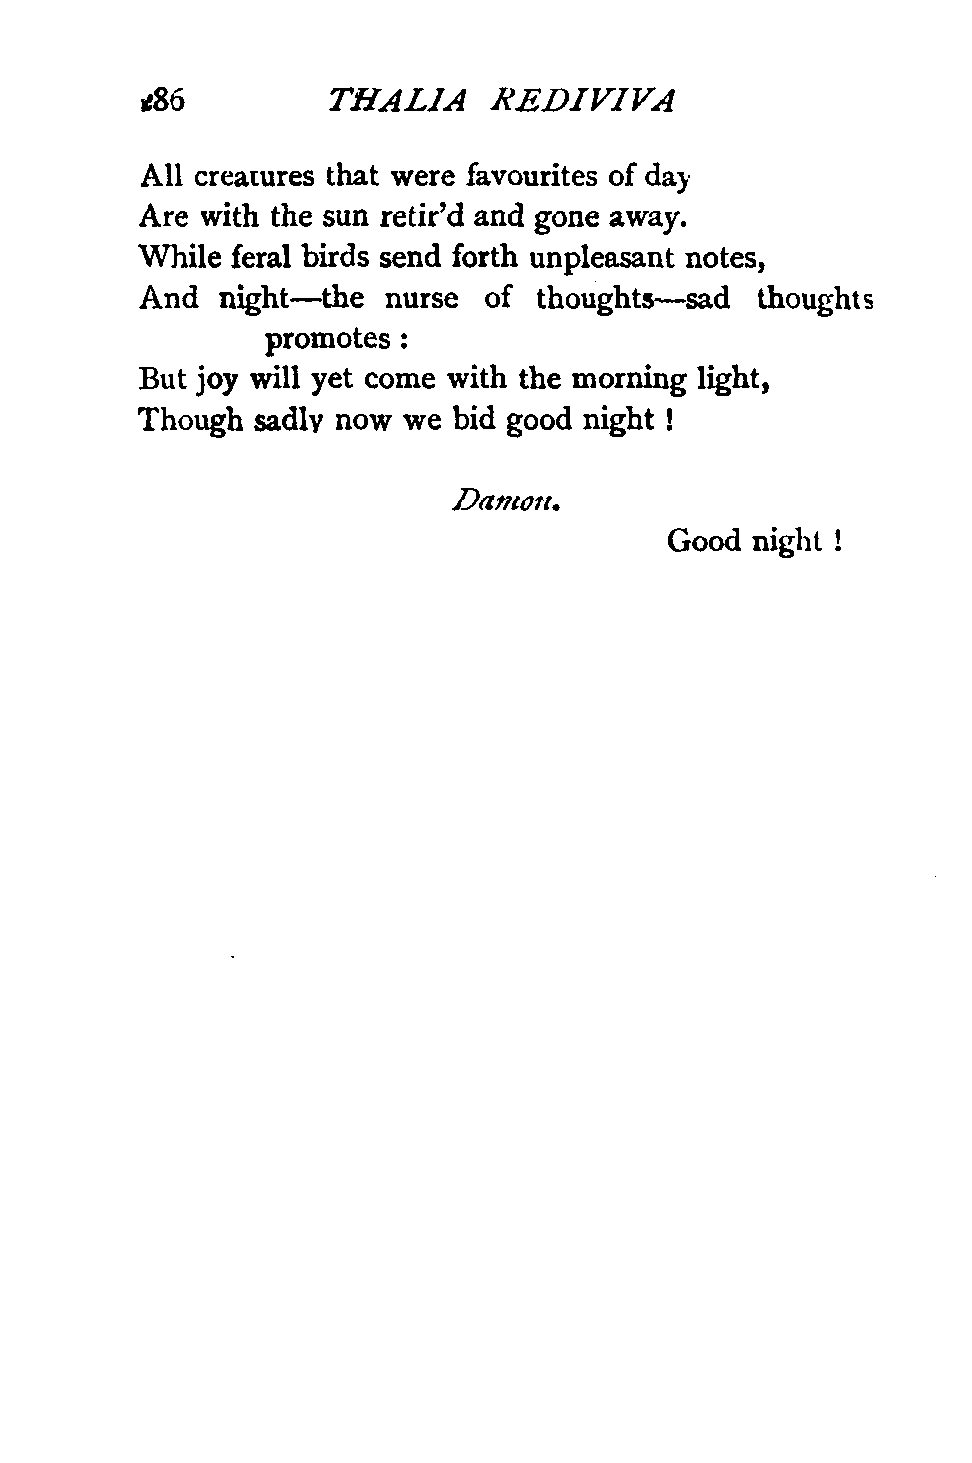 286 THALIA REDIVIVA
All creatures that were favourites of day
Are with the sun retir’d and gone away.
While feral birds send forth unpleasant notes,
And night—the nurse of thoughts—sad thoughts
promotes :
But joy will yet come with the morning light,
Though sadly now we bid good night !
Damon.
Good night !